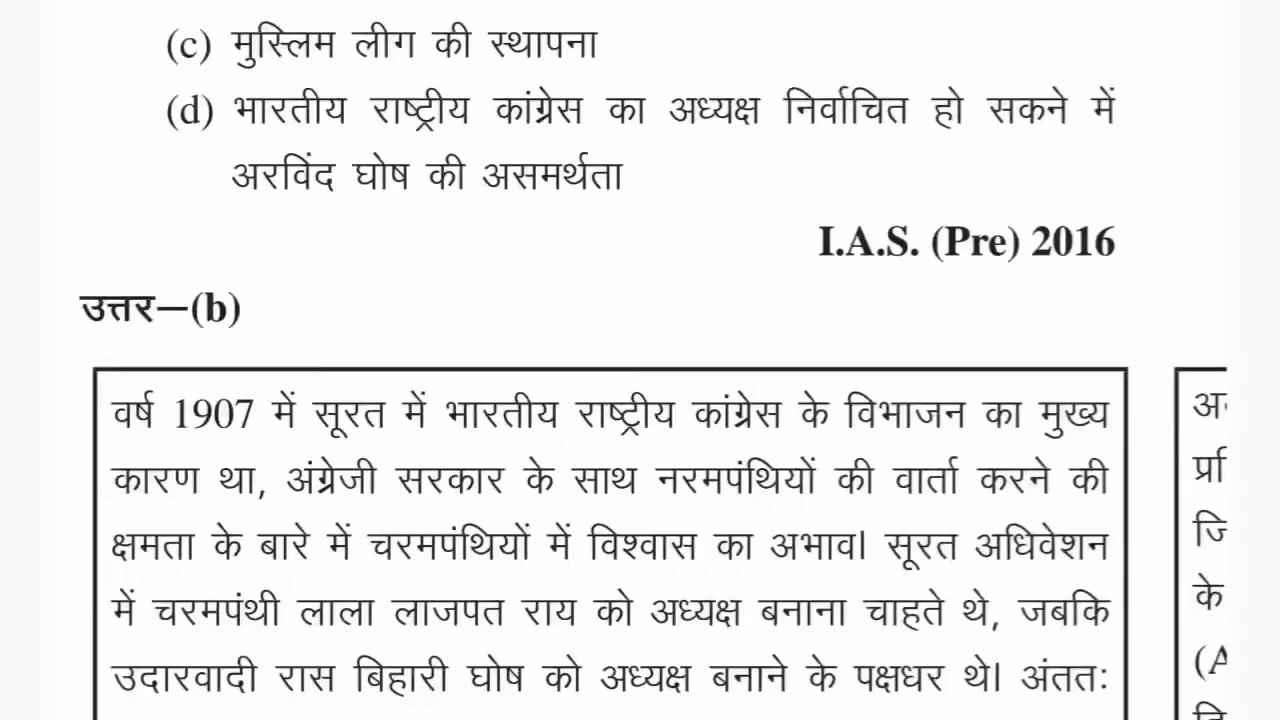 (c) मुस्लिम लीग की स्थापना
(d) भारतीय राष्ट्रीय कांग्रेस का अध्यक्ष निर्वाचित हो सकने में
अरविंद घोष की असमर्थता
I.A.S. (Pre) 2016
उत्तर—(b)
वर्ष 1907 में सूरत में भारतीय राष्ट्रीय कांग्रेस के विभाजन का मुख्य
कारण था, अंग्रेजी सरकार के साथ नरमपंथियों की वार्ता करने की
क्षमता के बारे में चरमपंथियों में विश्वास का अभाव। सूरत अधिवेशन
में चरमपंथी लाला लाजपत राय को अध्यक्ष बनाना चाहते थे, जबकि
उदारवादी रास बिहारी घोष को अध्यक्ष बनाने के पक्षधर थे। अंततः
प्रि
जि
के
(A